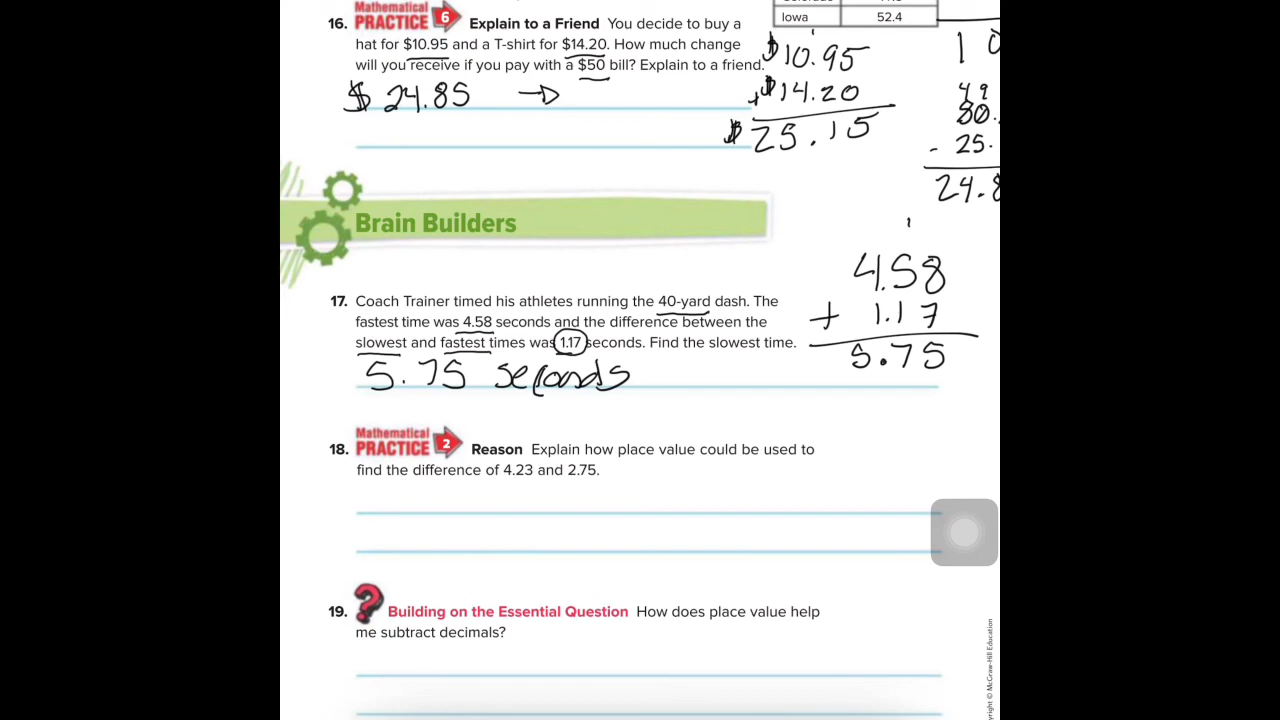 Iowa 52.4
Mathematical
16. PRACTICE 6 Explain to a Friend You decide to buy a
hat for $10.95 and a T-shirt for $14.20. How much change
will you receive if you pay with a $50 bill? Explain to a friend.
$ 24.85 →
1
$10.95
+ $14.20
$25.15
10
49
- 25.
24.8
Brain Builders
17. Coach Trainer timed his athletes running the 40-yard dash. The
fastest time was 4.58 seconds and the difference between the
slowest and fastest times was 1.17 seconds. Find the slowest time.
5.75 seconds
1
4.58
+ 1.17
5.75
Mathematical
18. PRACTICE 2 Reason Explain how place value could be used to
find the difference of 4.23 and 2.75.
19. ? Building on the Essential Question How does place value help
me subtract decimals?
yright © McGraw-Hill Education